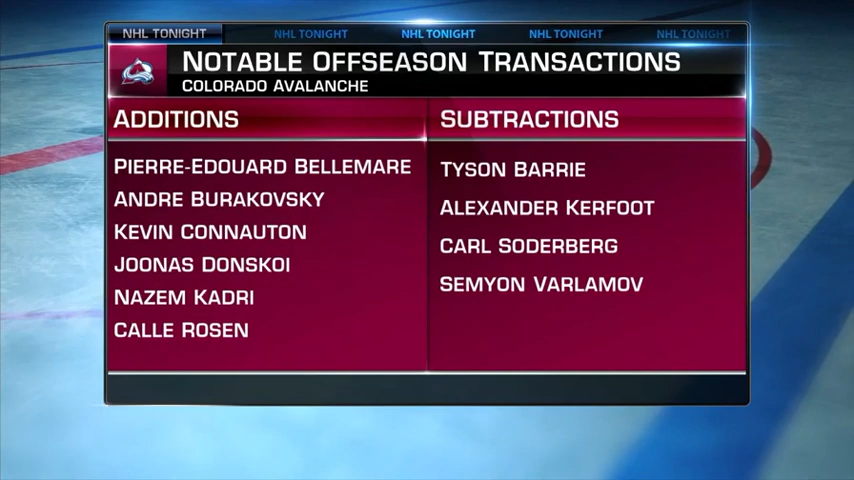 NHL TONIGHT NHL TONIGHT NHL TONIGHT NHL TONIGHT NHL TONIGHT
NOTABLE OFFSEASON TRANSACTIONS
COLORADO AVALANCHE
ADDITIONS
PIERRE-EDOUARD BELLEMARE
ANDRE BURAKOVSKY
KEVIN CONNAUTON
JOONAS DONSKOI
NAZEM KADRI
CALLE ROSEN
SUBTRACTIONS
TYSON BARRIE
ALEXANDER KERFOOT
CARL SODERBERG
SEMYON VARLAMOV